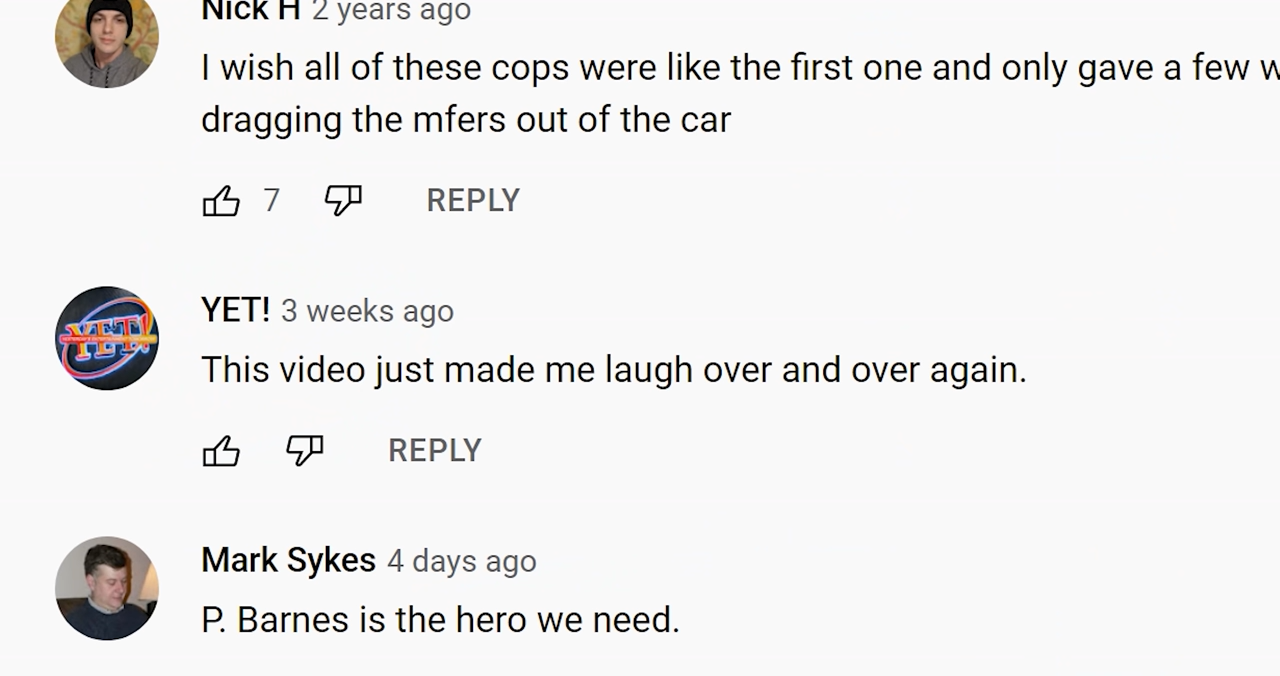 Nick H 2 years ago
I wish all of these cops were like the first one and only gave a few
dragging the mfers out of the car
7 REPLY
YET! 3 weeks ago
YET!
This video just made me laugh over and over again.
REPLY
Mark Sykes 4 days ago
P. Barnes is the hero we need.